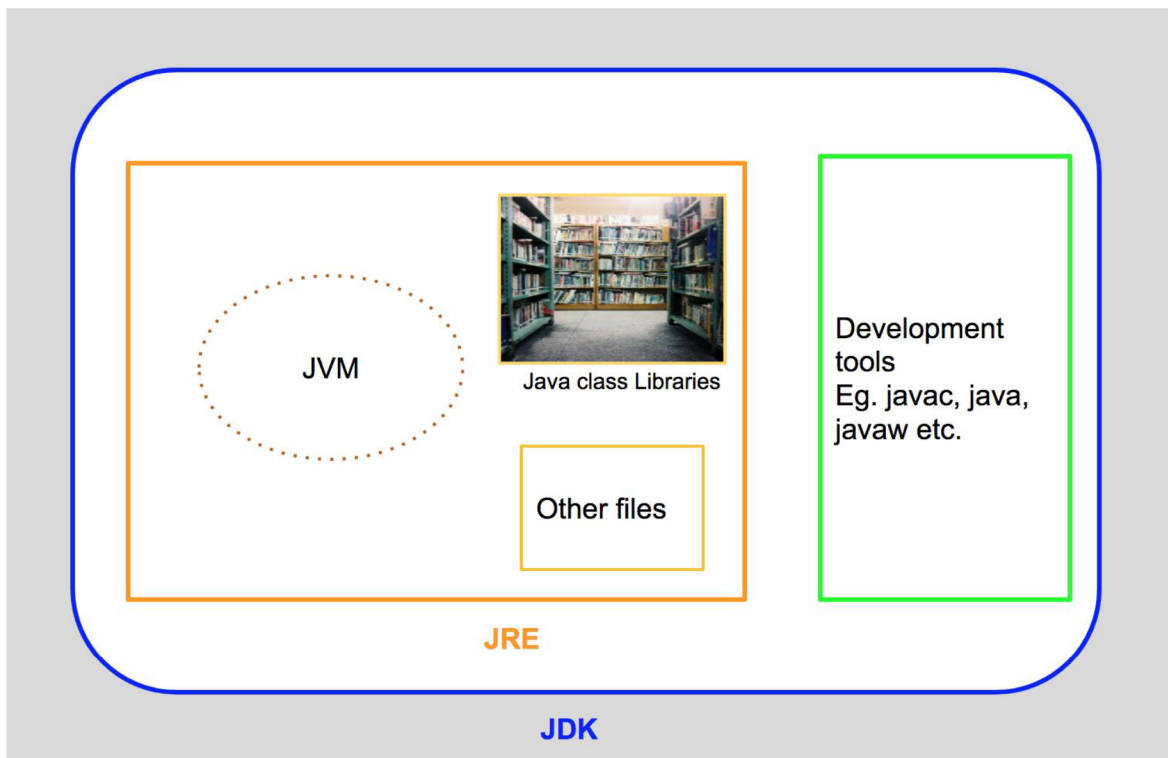 JVM
Java class Libraries
Other files
Development
tools
Eg. javac, java,
javaw etc.
JRE
JDK